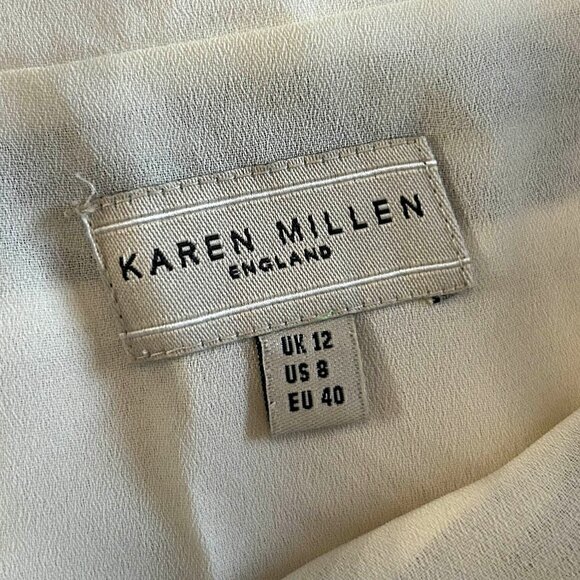 KAREN MILLEN
ENGLAND
UK 12
US 8
EU 40